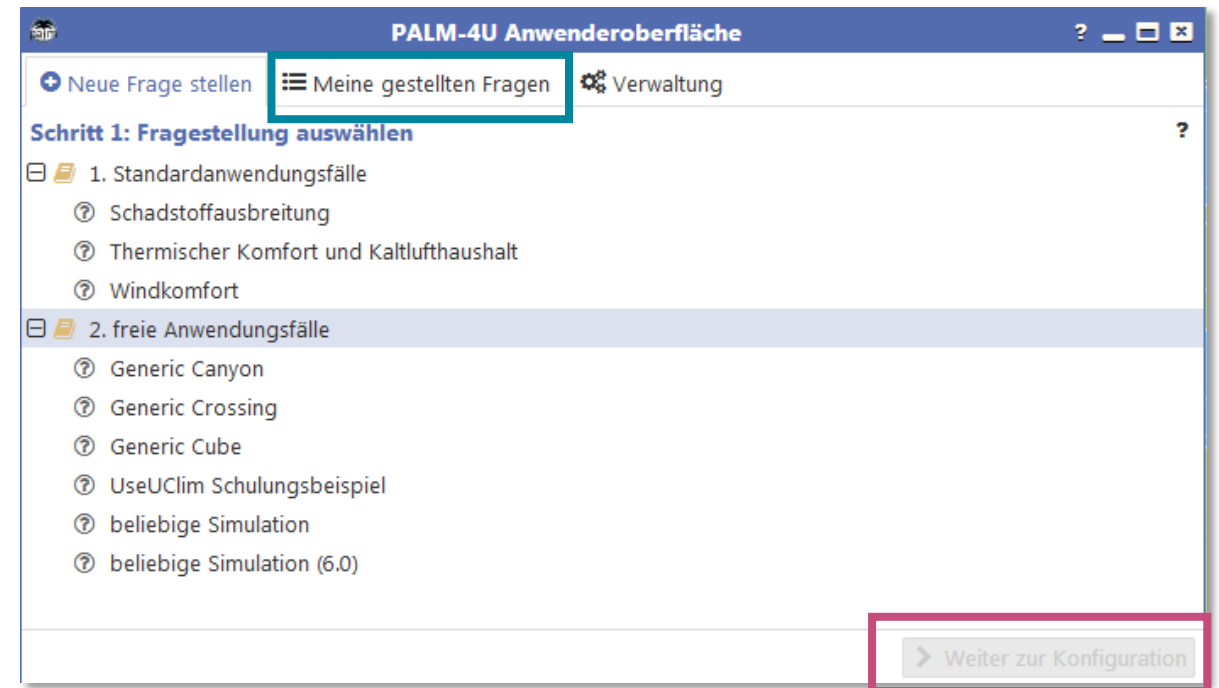 PALM-4U Anwenderoberfläche ?
Neue Frage stellen Meine gestellten Fragen Verwaltung
Schritt 1: Fragestellung auswählen ?
1. Standardanwendungsfälle
Schadstoffausbreitung
Thermischer Komfort und Kaltlufthaushalt
Windkomfort
2. freie Anwendungsfälle
Generic Canyon
Generic Crossing
Generic Cube
UseUClim Schulungsbeispiel
beliebige Simulation
beliebige Simulation (6.0)
Weiter zur Konfiguration